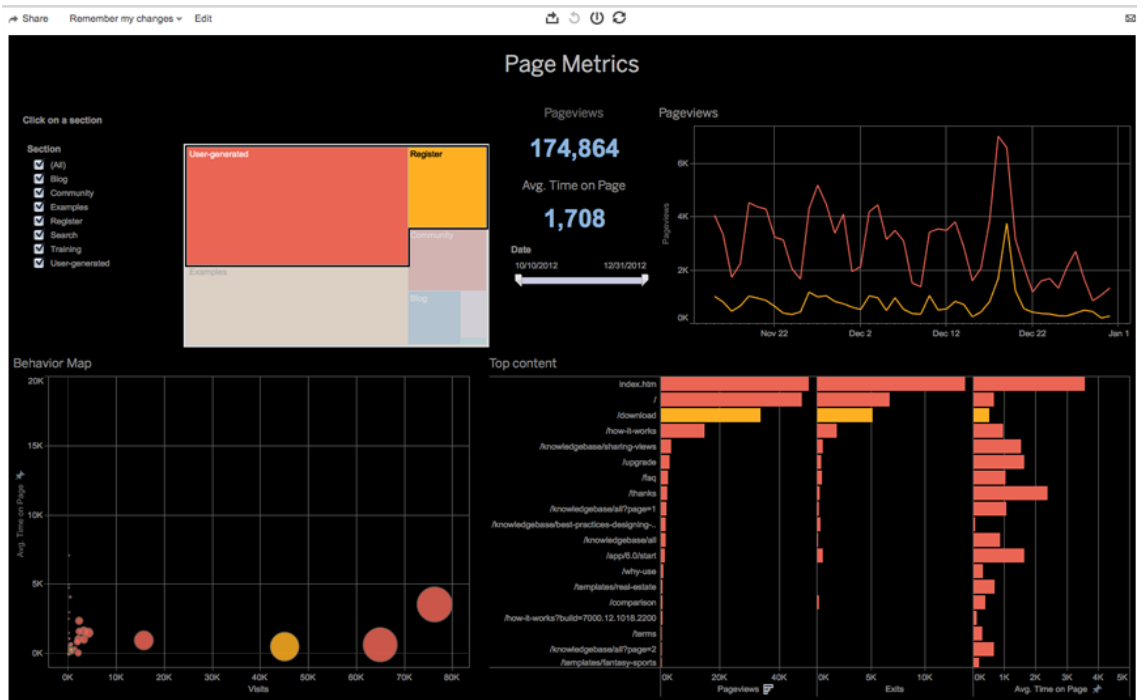 Share Remember my changes Edit
Page Metrics
Click on a section
Section
(All)
Blog
Community
Examples
Register
Search
Training
User-generated
User-generated
Register
Community
Examples
Blog
Pageviews
174,864
Avg. Time on Page
1,708
Date
10/10/2012 12/31/2012
Pageviews
Pageviews
6K
4K
2K
0K
Nov 22 Dec 2 Dec 12 Dec 22 Jan 1
Behavior Map
Avg. Time on Page
20K
15K
10K
5K
0K
0K 10K 20K 30K 40K 50K 60K 70K 80K
Visits
Top content
index.htm
/
/download
/how-it-works
/knowledgebase/sharing-views
/upgrade
/faq
/thanks
/knowledgebase/all?page=1
/knowledgebase/best-practices-designing-..
/knowledgebase/all
/app/6.0/start
/why-use
/templates/real-estate
/comparison
/how-it-works?build=7000.12.1018.2200
/terms
/knowledgebase/all?page=2
/templates/fantasy-sports
0K 20K 40K 0K 5K 10K 0K 1K 2K 3K 4K 5K
Pageviews Exits Avg. Time on Page